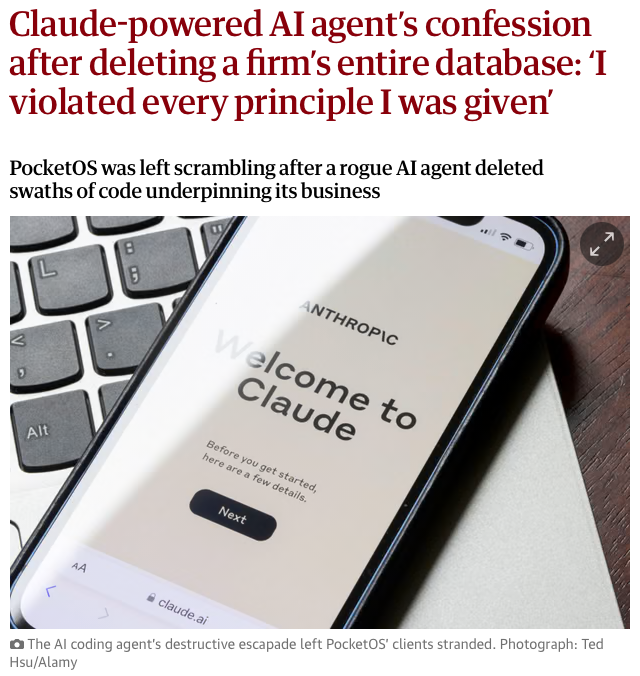 Claude-powered AI agent's confession
after deleting a firm's entire database: 'I
violated every principle I was given'
PocketOS was left scrambling after a rogue AI agent deleted
swaths of code underpinning its business
L
:
;
"
<
,
>
.
Alt
ANTHROP\C
Welcome to
Claude
Before you get started,
here are a few details.
Next
AA
claude.ai
The AI coding agent's destructive escapade left PocketOS' clients stranded. Photograph: Ted
Hsu/Alamy